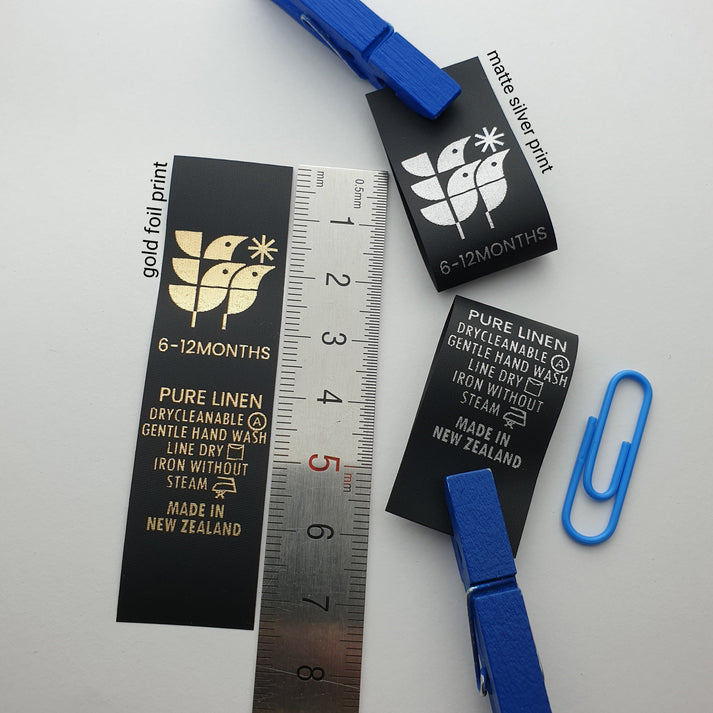 gold foil print
6-12MONTHS
PURE LINEN
DRYCLEANABLE A
GENTLE HAND WASH
LINE DRY
IRON WITHOUT
STEAM
MADE IN
NEW ZEALAND
mm
0.5mm
1
2
3
4
5
mm
6
7
8
matte silver print
6-12MONTHS
PURE LINEN
DRYCLEANABLE A
GENTLE HAND WASH
LINE DRY
IRON WITHOUT
STEAM
MADE IN
NEW ZEALAND